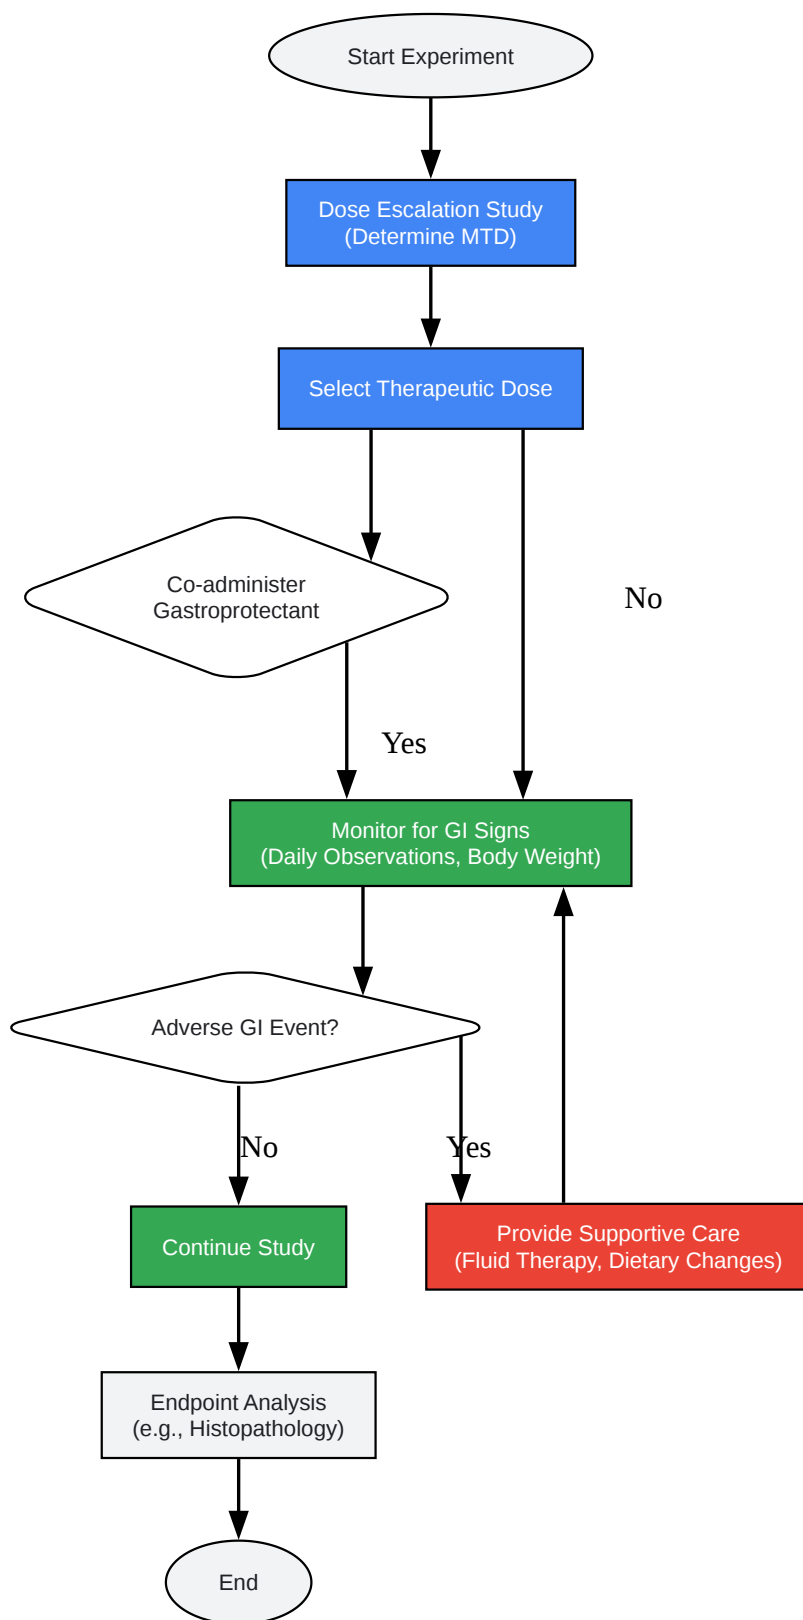 Start Experiment
Dose Escalation Study
(Determine MTD)
Select Therapeutic Dose
Co-administer
Gastroprotectant
No
Yes
Monitor for GI Signs
(Daily Observations, Body Weight)
Adverse GI Event?
No
Yes
Continue Study
Provide Supportive Care
(Fluid Therapy, Dietary Changes)
Endpoint Analysis
(e.g., Histopathology)
End